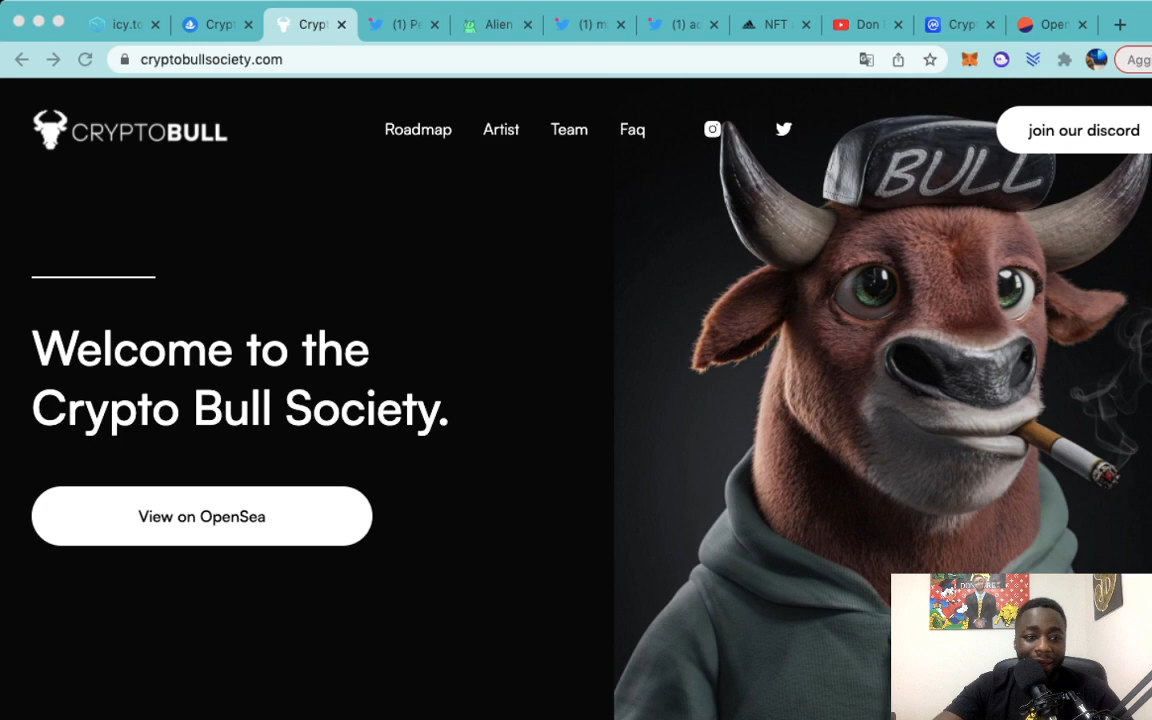 icy.to
Crypt
Crypt
(1) Pe
Alien
(1) m
(1) ac
NFT
Don
Cryp
Oper
cryptobullsociety.com
Agg
CRYPTOBULL
Roadmap
Artist
Team
Faq
join our discord
BULL
Welcome to the
Crypto Bull Society.
View on OpenSea